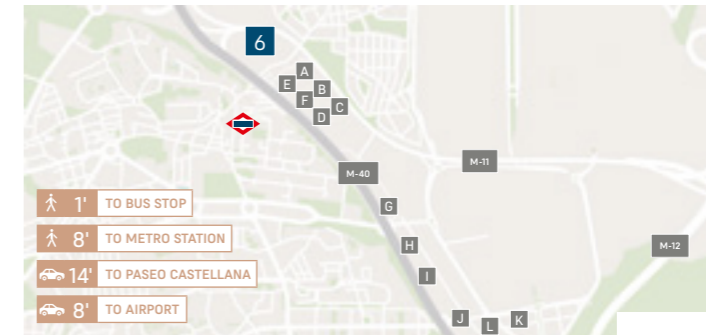 6
A
E
B
F
C
D
M-11
M-40
1' TO BUS STOP
G
8' TO METRO STATION
H
M-12
14' TO PASEO CASTELLANA
I
8' TO AIRPORT
J
K
L